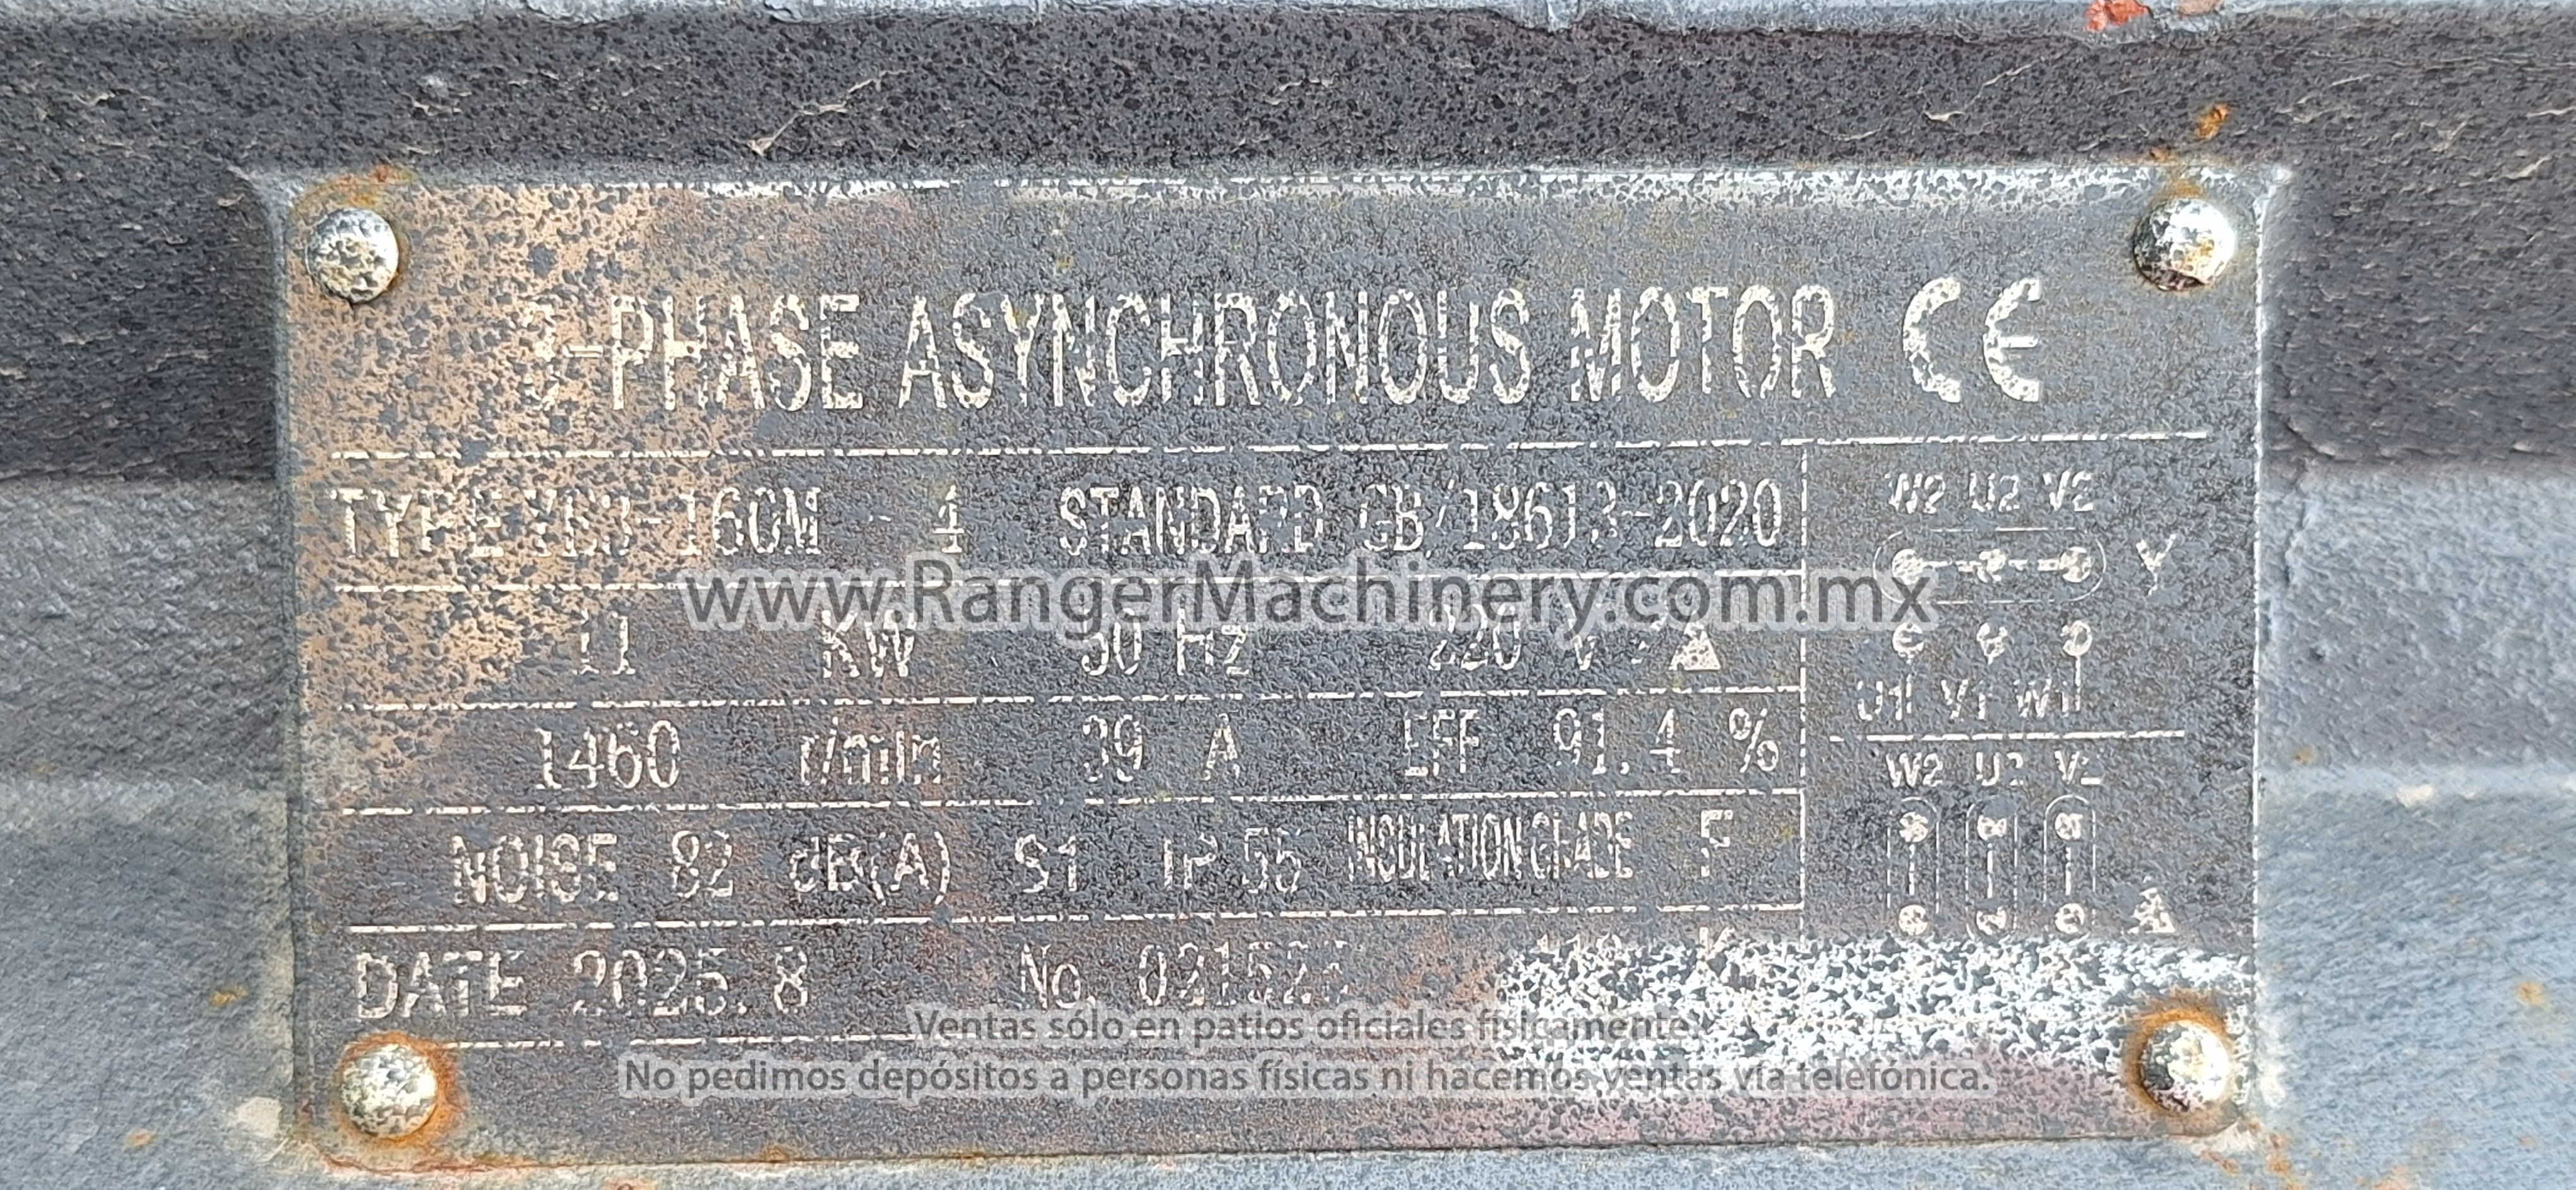 3-PHASE ASYNCHRONOUS MOTOR CE
TYPE YE3-160M - 4 STANDARD GB/18613-2020
www.RangerMachinery.com.mx
11 KW 50 Hz 220 V
1460 r/min 39 A EFF 91.4 %
NOISE 82 dB(A) S1 IP 55 INSULATION GRADE F
DATE 2025.8 No. 02152
W2 U2 V2
Y
U1 V1 W1
W2 U2 V2
Ventas sólo en patios oficiales físicamente.
No pedimos depósitos a personas físicas ni hacemos ventas vía telefónica.